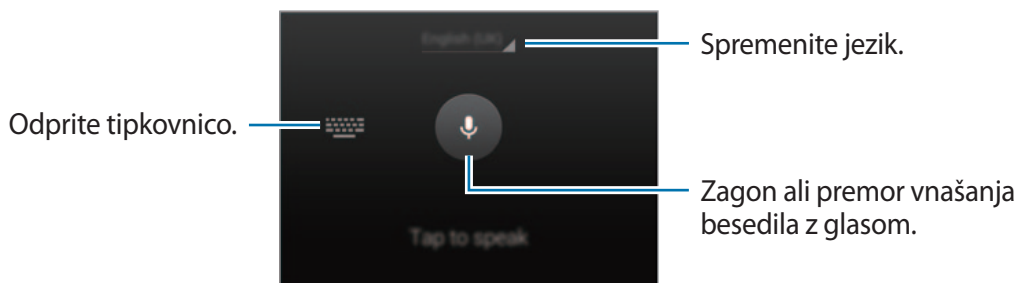 English (UK)
Spremenite jezik.
Odprite tipkovnico.
Zagon ali premor vnašanja
besedila z glasom.
Tap to speak